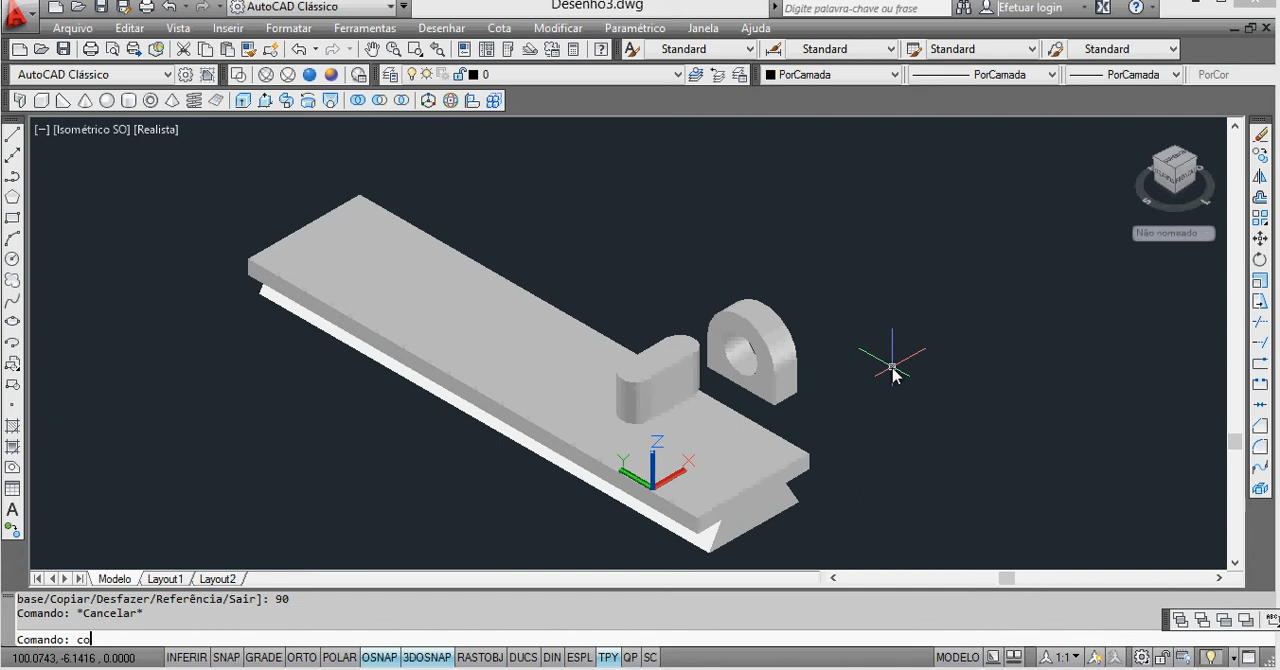 AutoCAD Clássico
Desenho3.dwg
Digite palavra-chave ou frase
Efetuar login
Arquivo Editar Vista Inserir Formatar Ferramentas Desenhar Cota Modificar Paramétrico Janela Ajuda
Standard Standard Standard Standard
AutoCAD Clássico 0 PorCamada PorCamada PorCamada PorCor
[−] [Isométrico SO] [Realista]
Não nomeado
Z
Y X
Modelo Layout1 Layout2
base/Copiar/Desfazer/Referência/Sair]: 90
Comando: *Cancelar*
Comando: co
100.0743, -6.1416, 0.0000 INFERIR SNAP GRADE ORTO POLAR OSNAP 3DOSNAP RASTOBJ DUCS DIN ESPL TPY QP SC MODELO 1:1